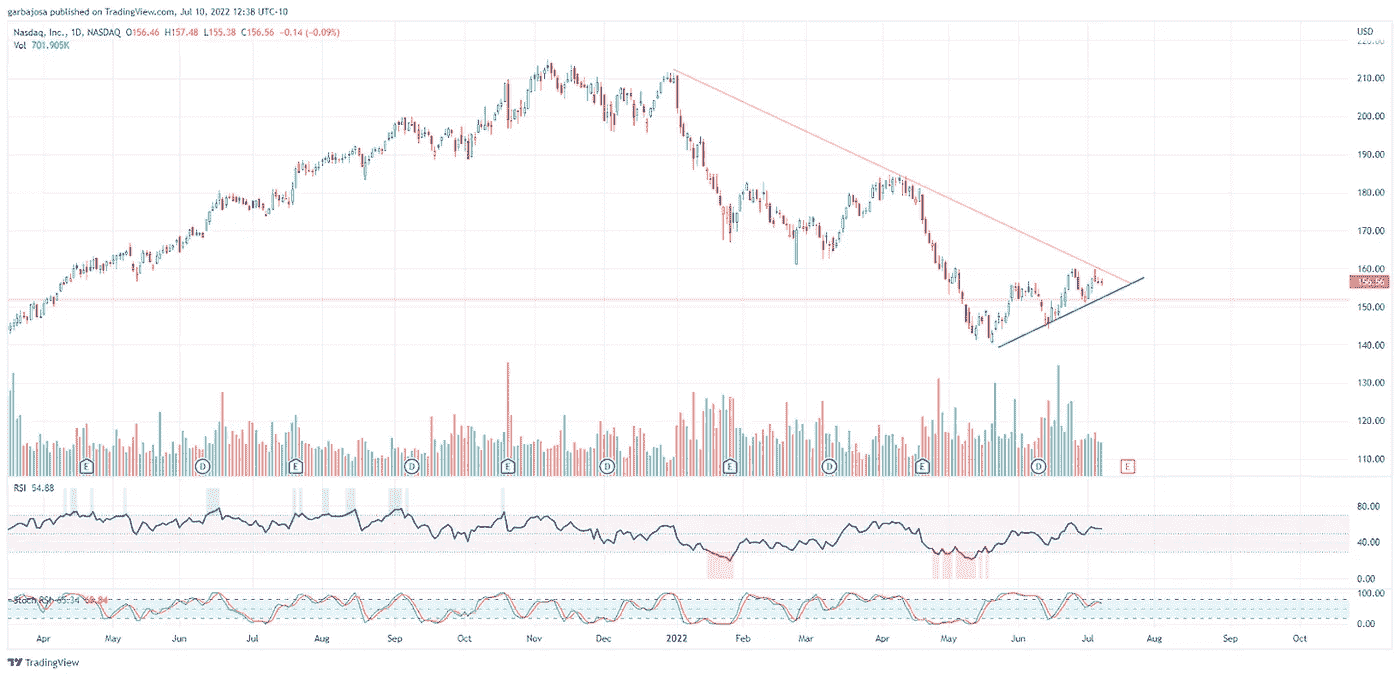 garbajosa published on TradingView.com, Jul 10, 2022 12:38 UTC-10
Nasdaq, Inc., 1D, NASDAQ O156.46 H157.48 L155.38 C156.56 −0.14 (−0.09%)
Vol 701.905K
USD
220.00
210.00
200.00
190.00
180.00
170.00
160.00
156.56
150.00
140.00
130.00
120.00
110.00
E D E D E D E D E D E
RSI 54.88
80.00
40.00
0.00
Stoch RSI
100.00
0.00
Apr May Jun Jul Aug Sep Oct Nov Dec 2022 Feb Mar Apr May Jun Jul Aug Sep Oct
TradingView